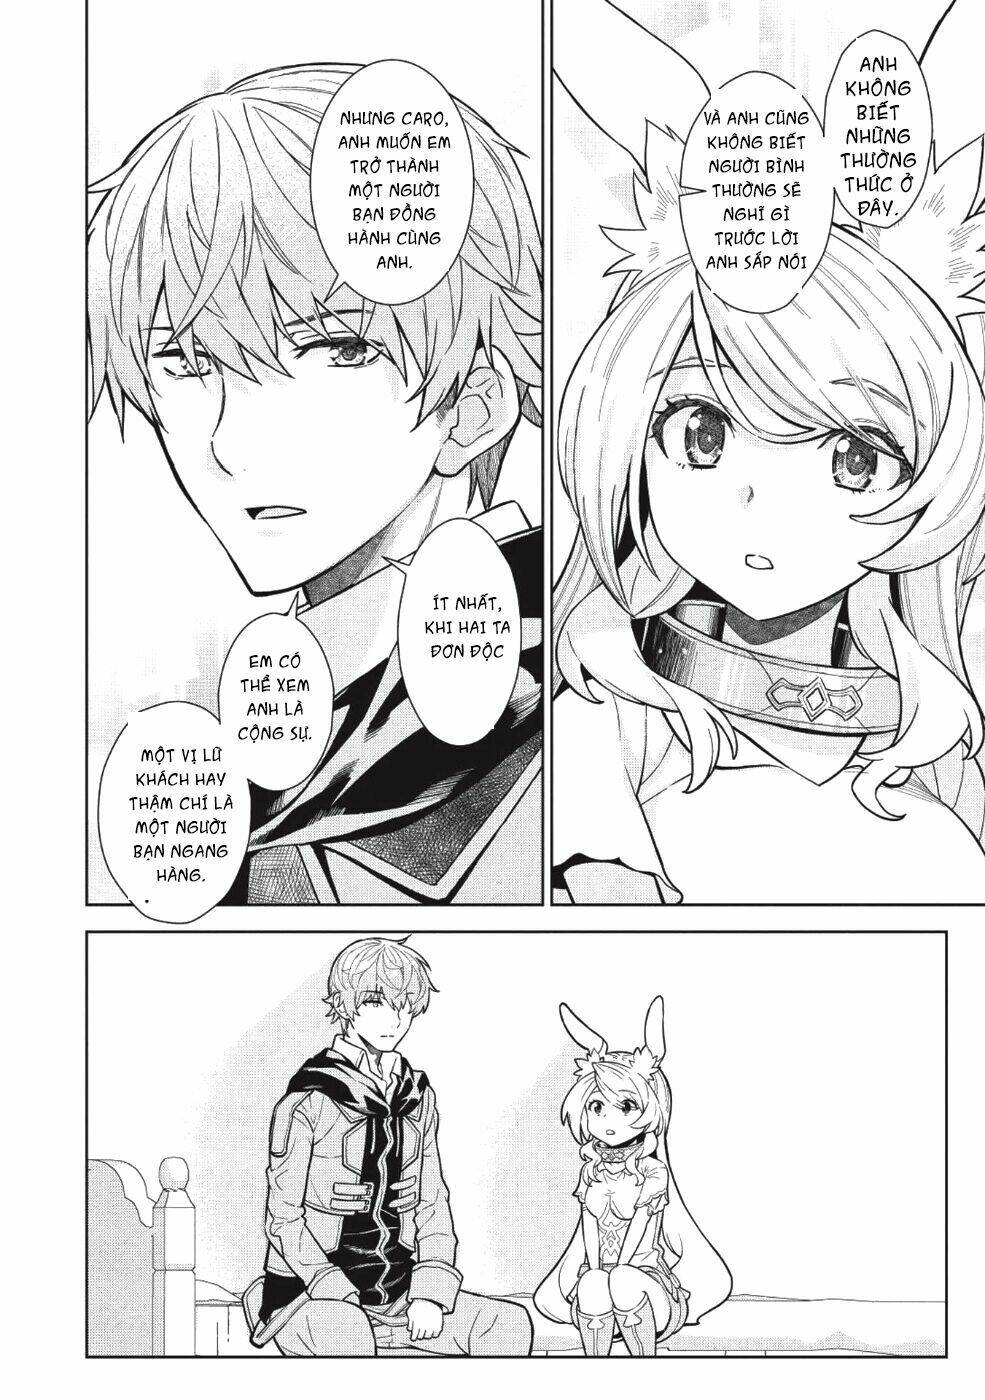 ANH
KHÔNG
BIẾT
NHỮNG
THƯỜNG
THỨC Ở
ĐÂY.
VÀ ANH CŨNG
KHÔNG BIẾT
NGƯỜI BÌNH
THƯỜNG SẼ
NGHĨ GÌ
TRƯỚC LỜI
ANH SẮP NÓI
NHƯNG CARO,
ANH MUỐN EM
TRỞ THÀNH
MỘT NGƯỜI
BẠN ĐỒNG
HÀNH CÙNG
ANH.
ÍT NHẤT,
KHI HAI TA
ĐƠN ĐỘC
EM CÓ
THỂ XEM
ANH LÀ
CỘNG SỰ.
MỘT VỊ LỮ
KHÁCH HAY
THẬM CHÍ LÀ
MỘT NGƯỜI
BẠN NGANG
HÀNG.